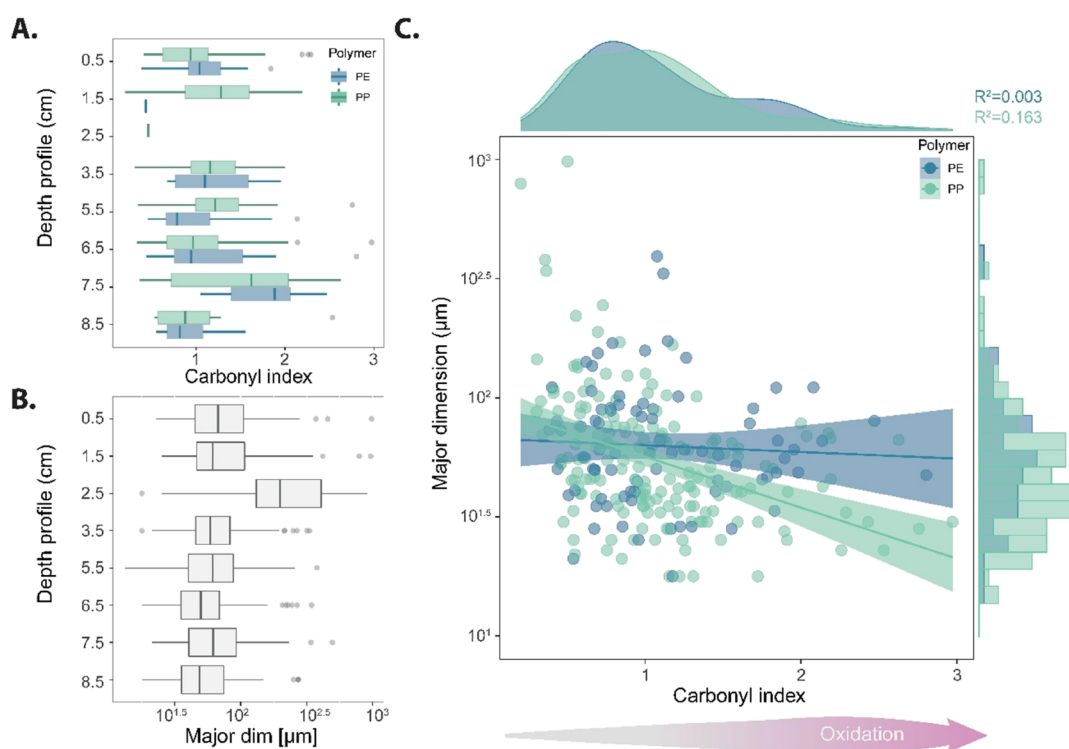 A.
Depth profile (cm)
0.5
1.5
2.5
3.5
5.5
6.5
7.5
8.5
Polymer
PE
PP
1
2
3
Carbonyl index
B.
Depth profile (cm)
0.5
1.5
2.5
3.5
5.5
6.5
7.5
8.5
10^1.5
10^2
10^2.5
10^3
Major dim [μm]
C.
R²=0.003
R²=0.163
Polymer
PE
PP
Major dimension (μm)
10^3
10^2.5
10^2
10^1.5
10^1
1
2
3
Carbonyl index
Oxidation